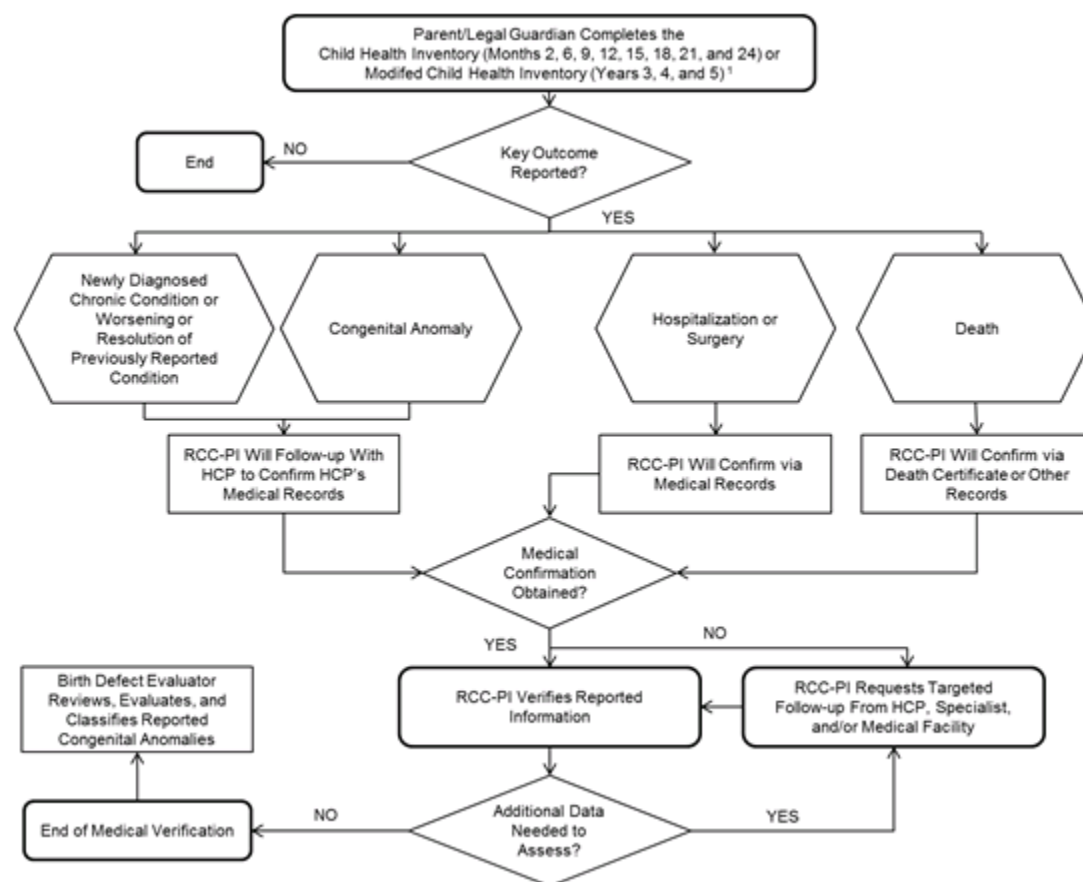 Parent/Legal Guardian Completes the
Child Health Inventory (Months 2, 6, 9, 12, 15, 18, 21, and 24) or
Modifed Child Health Inventory (Years 3, 4, and 5) 1
End
NO
Key Outcome
Reported?
YES
Newly Diagnosed
Chronic Condition or
Worsening or
Resolution of
Previously Reported
Condition
Congenital Anomaly
Hospitalization or
Surgery
Death
RCC-PI Will Follow-up With
HCP to Confirm HCP's
Medical Records
RCC-PI Will Confirm via
Medical Records
RCC-PI Will Confirm via
Death Certificate or Other
Records
Medical
Confirmation
Obtained?
YES
NO
Birth Defect Evaluator
Reviews, Evaluates, and
Classifies Reported
Congenital Anomalies
RCC-PI Verifies Reported
Information
RCC-PI Requests Targeted
Follow-up From HCP, Specialist,
and/or Medical Facility
End of Medical Verification
NO
Additional Data
Needed to
Assess?
YES